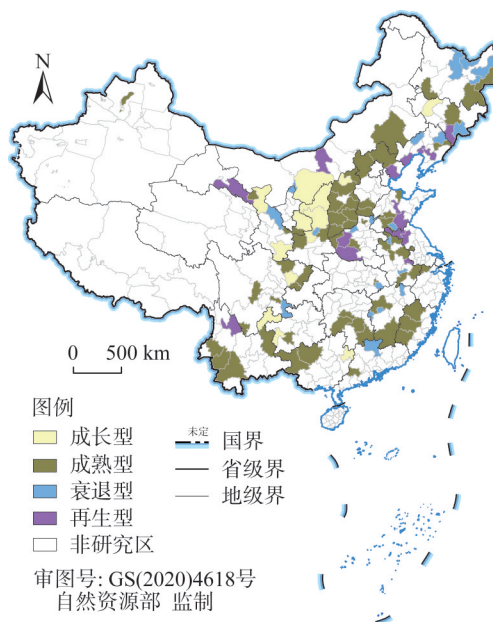 N
0 500 km
图例
成长型
成熟型
衰退型
再生型
非研究区
未定
国界
省级界
地级界
审图号: GS(2020)4618号
自然资源部 监制